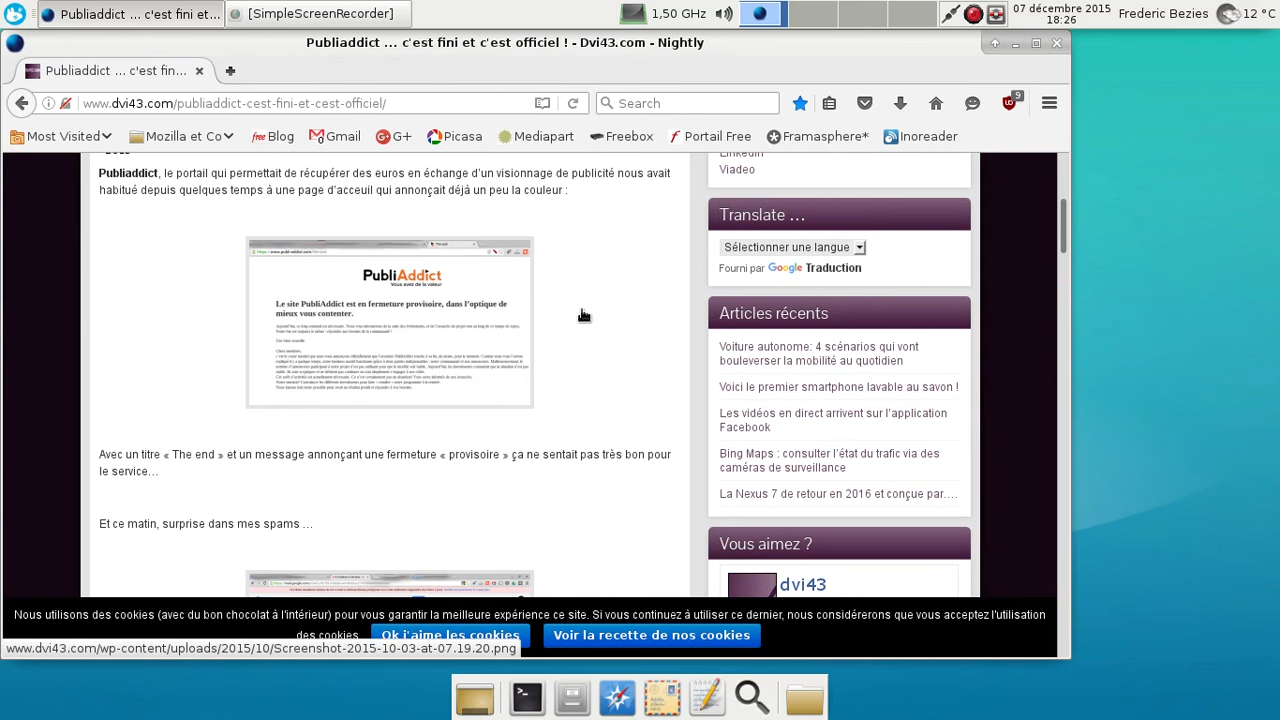 Publiaddict ... c'est fini et...
[SimpleScreenRecorder]
1,50 GHz
07 décembre 2015
18:26
Frederic Bezies
12 °C
Publiaddict ... c'est fini et c'est officiel ! - Dvi43.com - Nightly
Publiaddict ... c'est fin...
www.dvi43.com/publiaddict-cest-fini-et-cest-officiel/
Search
9
Most Visited
Mozilla et Co
free Blog
Gmail
G+
Picasa
Mediapart
Freebox
Portail Free
Framasphere*
Inoreader
Publiaddict, le portail qui permettait de récupérer des euros en échange d'un visionnage de publicité nous avait
habitué depuis quelques temps à une page d'acceuil qui annonçait déjà un peu la couleur :
PubliAddict
Vous avez de la valeur
Le site PubliAddict est en fermeture provisoire, dans l'optique de
mieux vous contenter.
Avec un titre « The end » et un message annonçant une fermeture « provisoire » ça ne sentait pas très bon pour
le service…
Et ce matin, surprise dans mes spams …
Linkedin
Viadeo
Translate …
Sélectionner une langue
Fourni par Google Traduction
Articles récents
Voiture autonome: 4 scénarios qui vont
bouleverser la mobilité au quotidien
Voici le premier smartphone lavable au savon !
Les vidéos en direct arrivent sur l'application
Facebook
Bing Maps : consulter l'état du trafic via des
caméras de surveillance
La Nexus 7 de retour en 2016 et conçue par….
Vous aimez ?
dvi43
Nous utilisons des cookies (avec du bon chocolat à l'intérieur) pour vous garantir la meilleure expérience ce site. Si vous continuez à utiliser ce dernier, nous considérerons que vous acceptez l'utilisation
des cookies.
Ok j'aime les cookies
Voir la recette de nos cookies
www.dvi43.com/wp-content/uploads/2015/10/Screenshot-2015-10-03-at-07.19.20.png